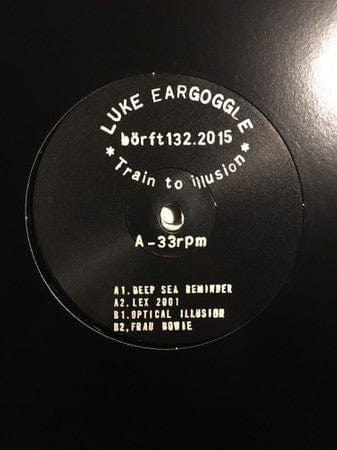 LUKE EARGOGGLE
börft132.2015
* Train to illusion *
A-33rpm
A1.DEEP SEA REMINDER
A2.LEX 2001
B1.OPTICAL ILLUSION
B2,FRAU BOWIE